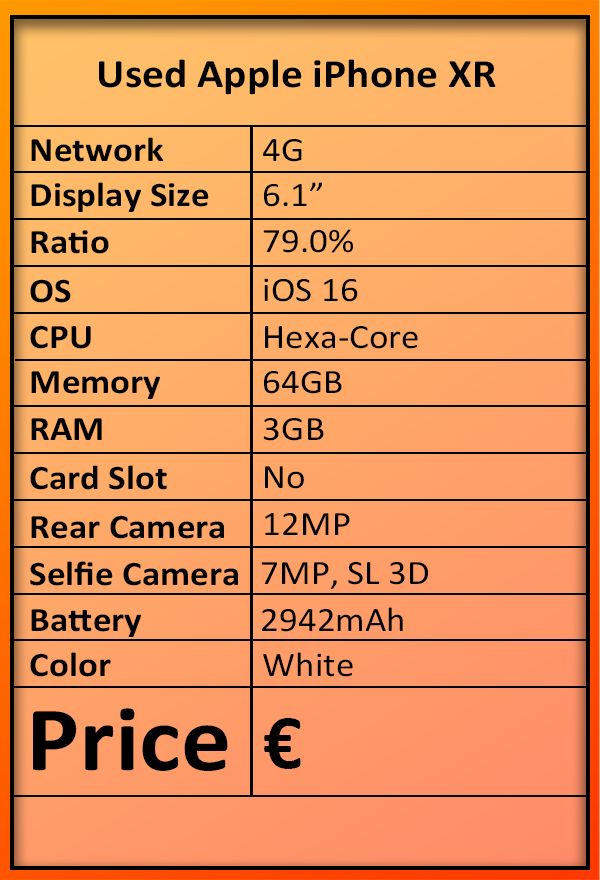 Used Apple iPhone XR
Network 4G
Display Size 6.1”
Ratio 79.0%
OS iOS 16
CPU Hexa-Core
Memory 64GB
RAM 3GB
Card Slot No
Rear Camera 12MP
Selfie Camera 7MP, SL 3D
Battery 2942mAh
Color White
Price €